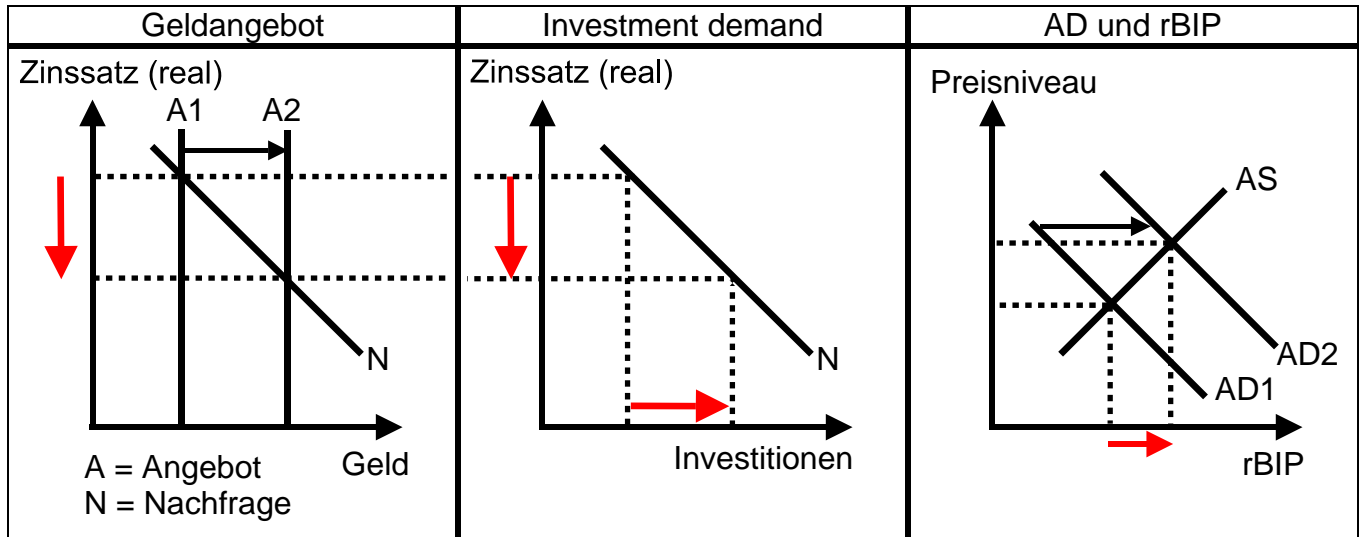 Geldangebot
Zinssatz (real)
A1 A2
N
Geld
A = Angebot
N = Nachfrage
Investment demand
Zinssatz (real)
N
Investitionen
AD und rBIP
Preisniveau
AS
AD2
AD1
rBIP